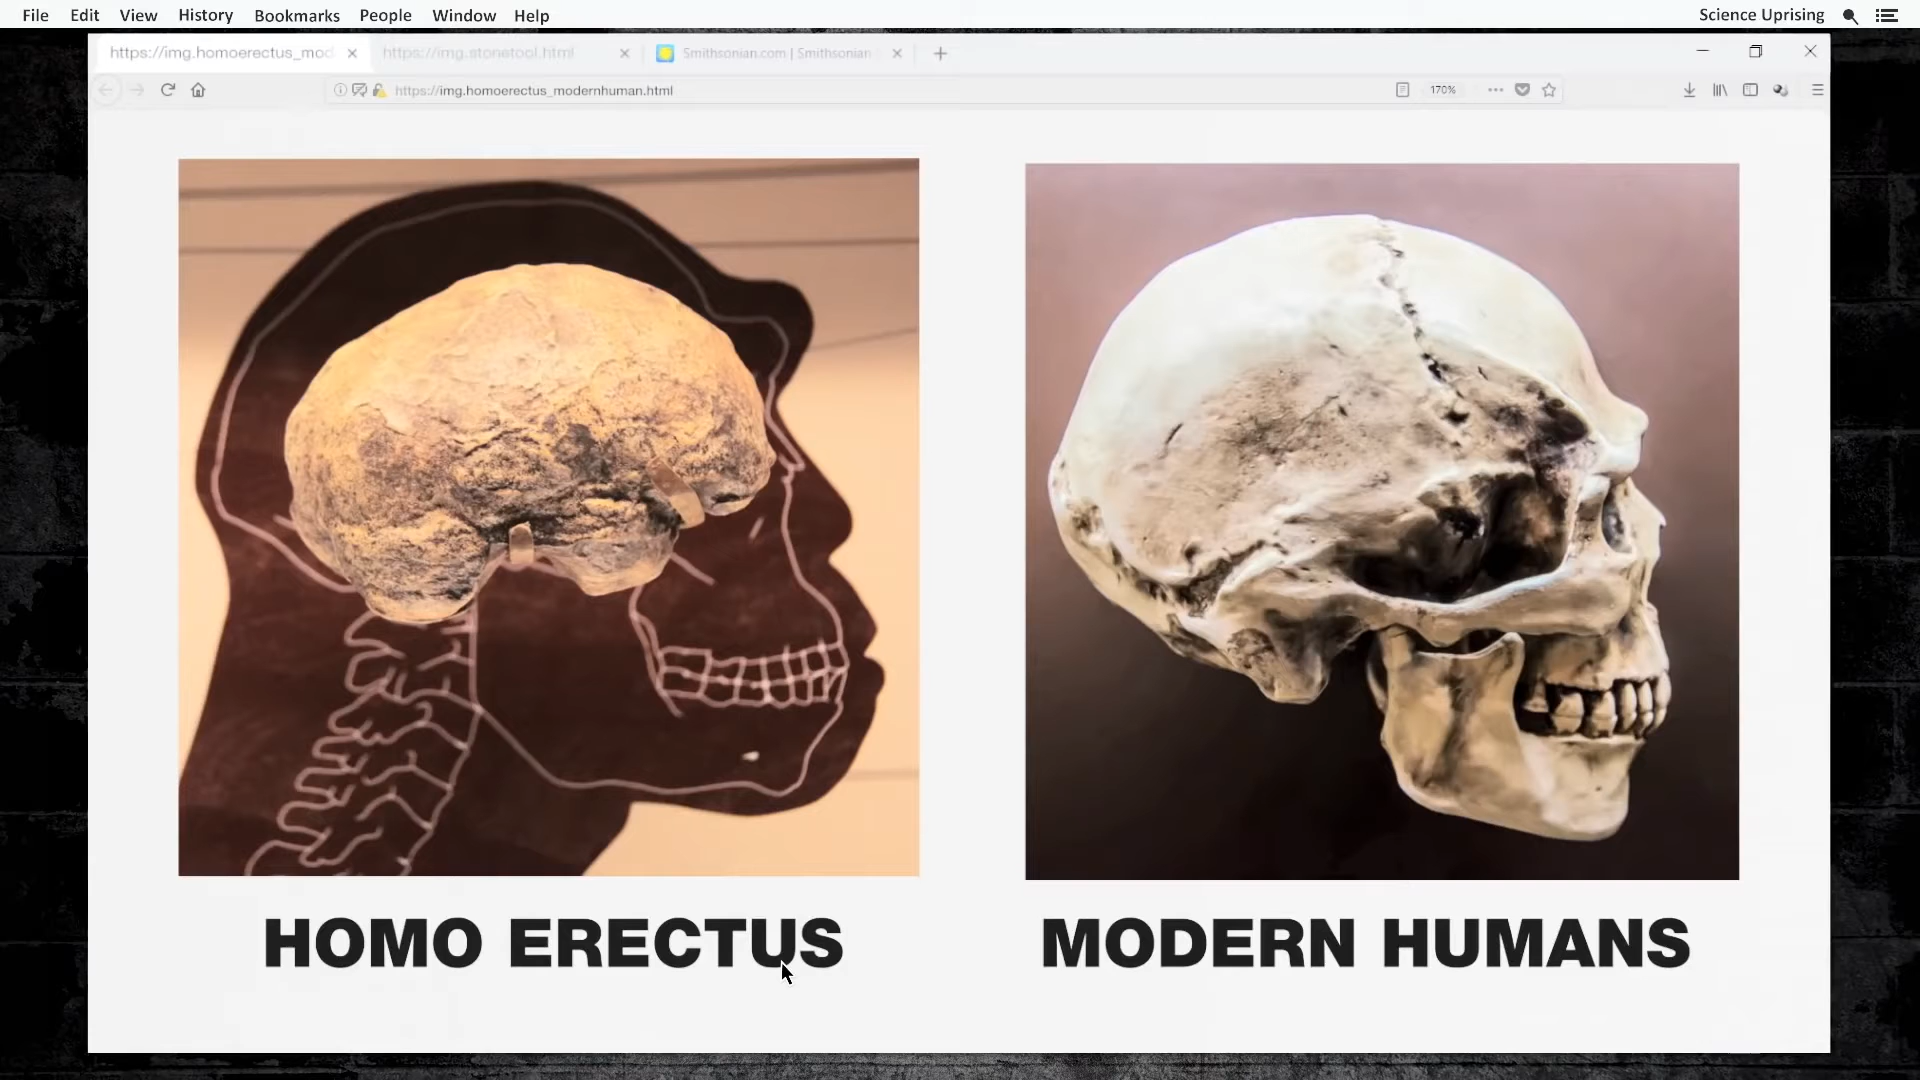 File Edit View History Bookmarks People Window Help Science Uprising
https://img.homoerectus_mod https://img.stonetool.html Smithsonian.com | Smithsonian
https://img.homoerectus_modernhuman.html 170%
HOMO ERECTUS MODERN HUMANS